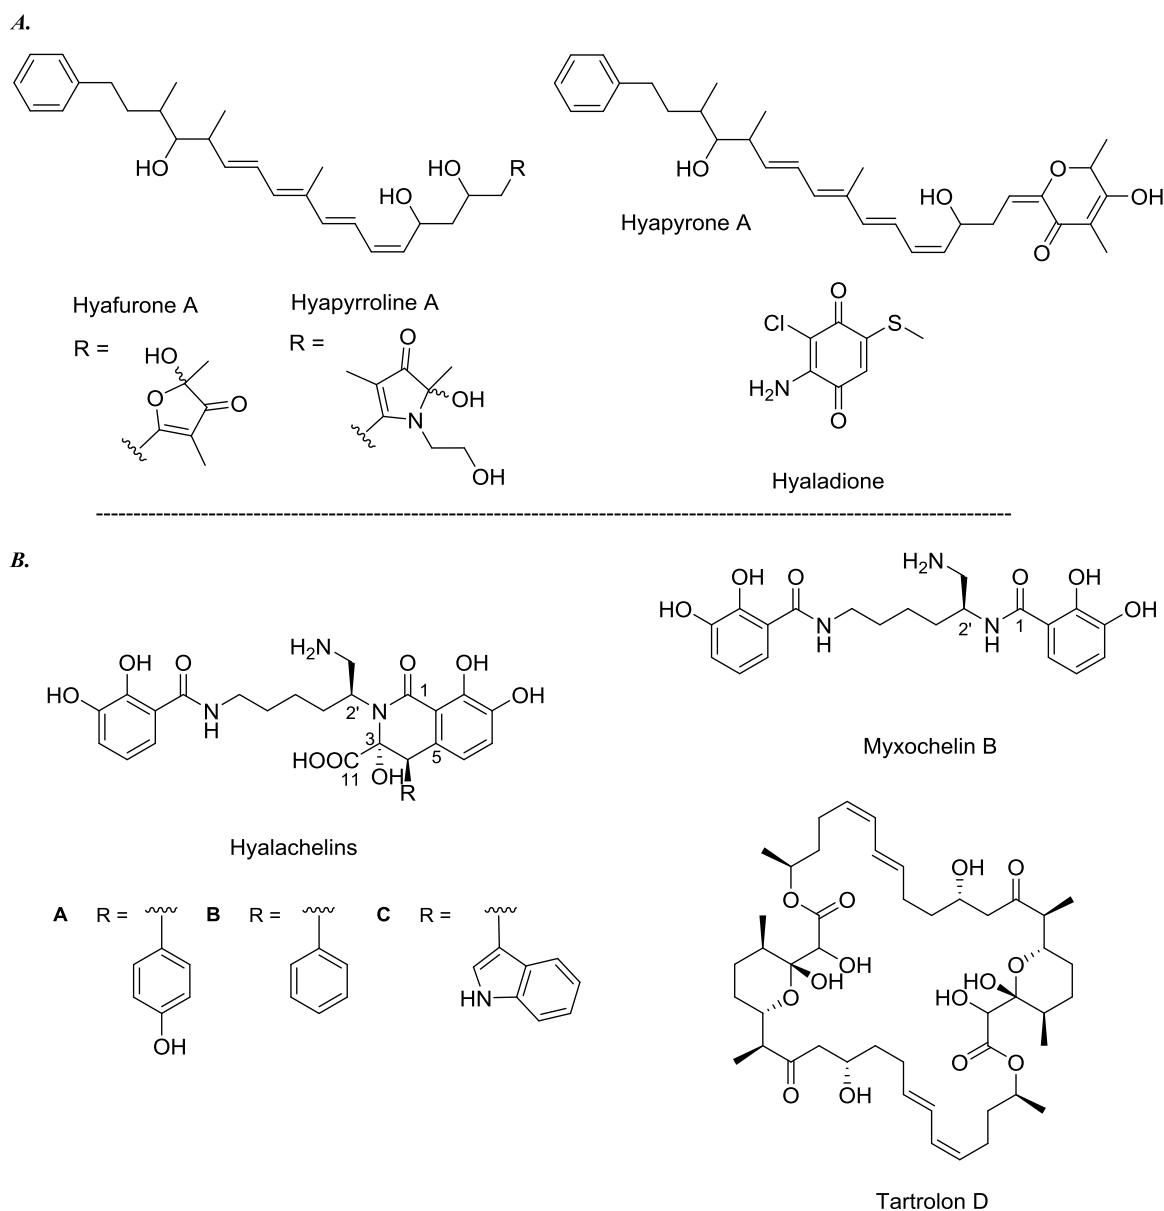 A.
HO
HO
HO
R
HO
HO
O
OH
O
Hyapyrone A
Hyafurone A
R =
HO
O
O
Hyapyrroline A
R =
O
OH
N
OH
O
Cl
S
H2N
O
Hyaladione
B.
H2N
O
OH
HO
OH
O
N
H
2'
N
O
1
OH
OH
3
5
HOOC
11
OH
R
Hyalachelins
A R =
OH
B R =
C R =
HN
H2N
OH
HO
O
N
H
2'
N
H
O
1
OH
OH
Myxochelin B
OH
O
O
O
OH
OH
O
O
HO
HO
O
O
O
OH
Tartrolon D